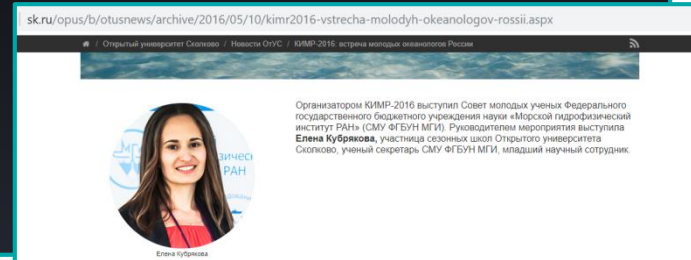 sk.ru/opus/b/otusnews/archive/2016/05/10/kimr2016-vstrecha-molodyh-okeanologov-rossii.aspx
/ Открытый университет Сколково / Новости ОтУС / КИМР-2016: встреча молодых океанологов России
Организатором КИМР-2016 выступил Совет молодых ученых Федерального
государственного бюджетного учреждения науки «Морской гидрофизический
институт РАН» (СМУ ФГБУН МГИ). Руководителем мероприятия выступила
Елена Кубрякова, участница сезонных школ Открытого университета
Сколково, ученый секретарь СМУ ФГБУН МГИ, младший научный сотрудник.
РАН
Елена Кубрякова